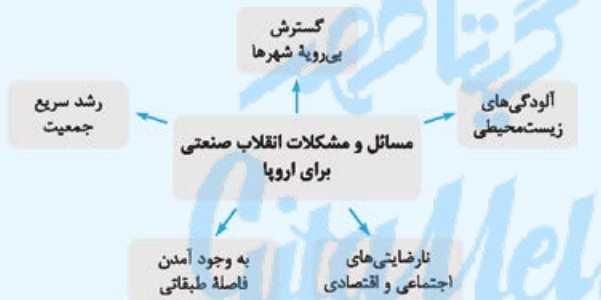 گسترش
بی‌رویهٔ شهرها
آلودگی‌های
زیست‌محیطی
رشد سریع
جمعیت
مسائل و مشکلات انقلاب صنعتی
برای اروپا
نارضایتی‌های
اجتماعی و اقتصادی
به وجود آمدن
فاصلهٔ طبقاتی